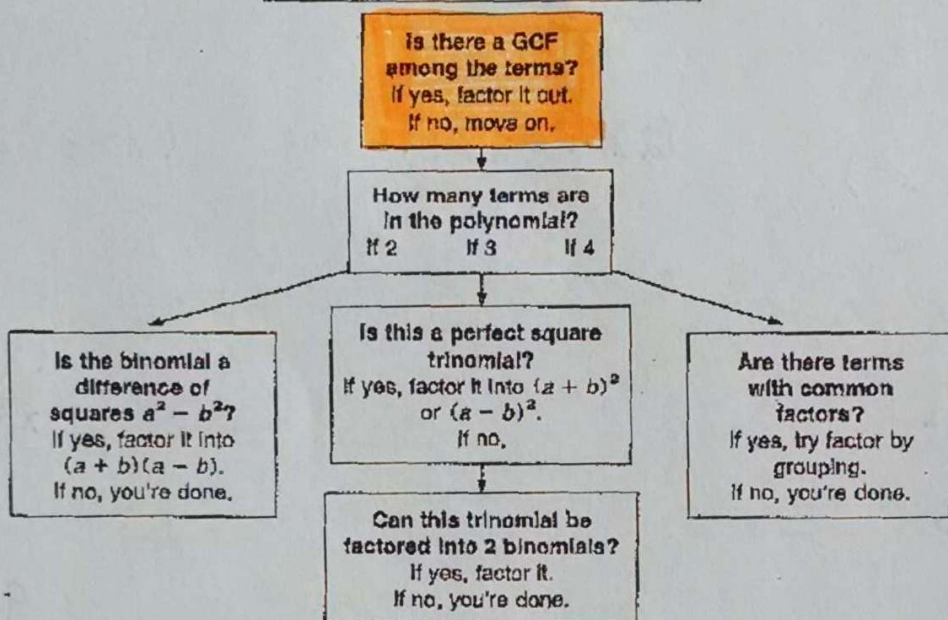 Is there a GCF
among the terms?
If yes, factor it out.
If no, move on.
How many terms are
in the polynomial?
If 2 If 3 If 4
Is the binomial a
difference of
squares a² − b²?
If yes, factor it into
(a + b)(a − b).
If no, you're done.
Is this a perfect square
trinomial?
If yes, factor it into (a + b)²
or (a − b)².
If no,
Can this trinomial be
factored into 2 binomials?
If yes, factor it.
If no, you're done.
Are there terms
with common
factors?
If yes, try factor by
grouping.
If no, you're done.